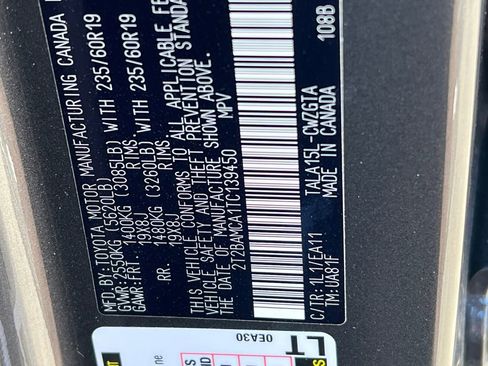 MFD. BY: TOYOTA MOTOR MANUFACTURING CANADA
GVWR: 2550KG (5620LB)
GAWR: FRT. 1400KG (3085LB) WITH 235/60R19
19X8J RIMS,
RR. 1480KG (3260LB) WITH 235/60R19
19X8J RIMS,
THIS VEHICLE CONFORMS TO ALL APPLICABLE FE
VEHICLE SAFETY AND THEFT PREVENTION STANDA
DATE OF MANUFACTURE SHOWN ABOVE.
2T2BAMCA1TC139450 MPV
108B
C/TR: 1L1/EA11 TALA15L-CWZGTA
TM: UA81F MADE IN CANADA
LT
0EA30